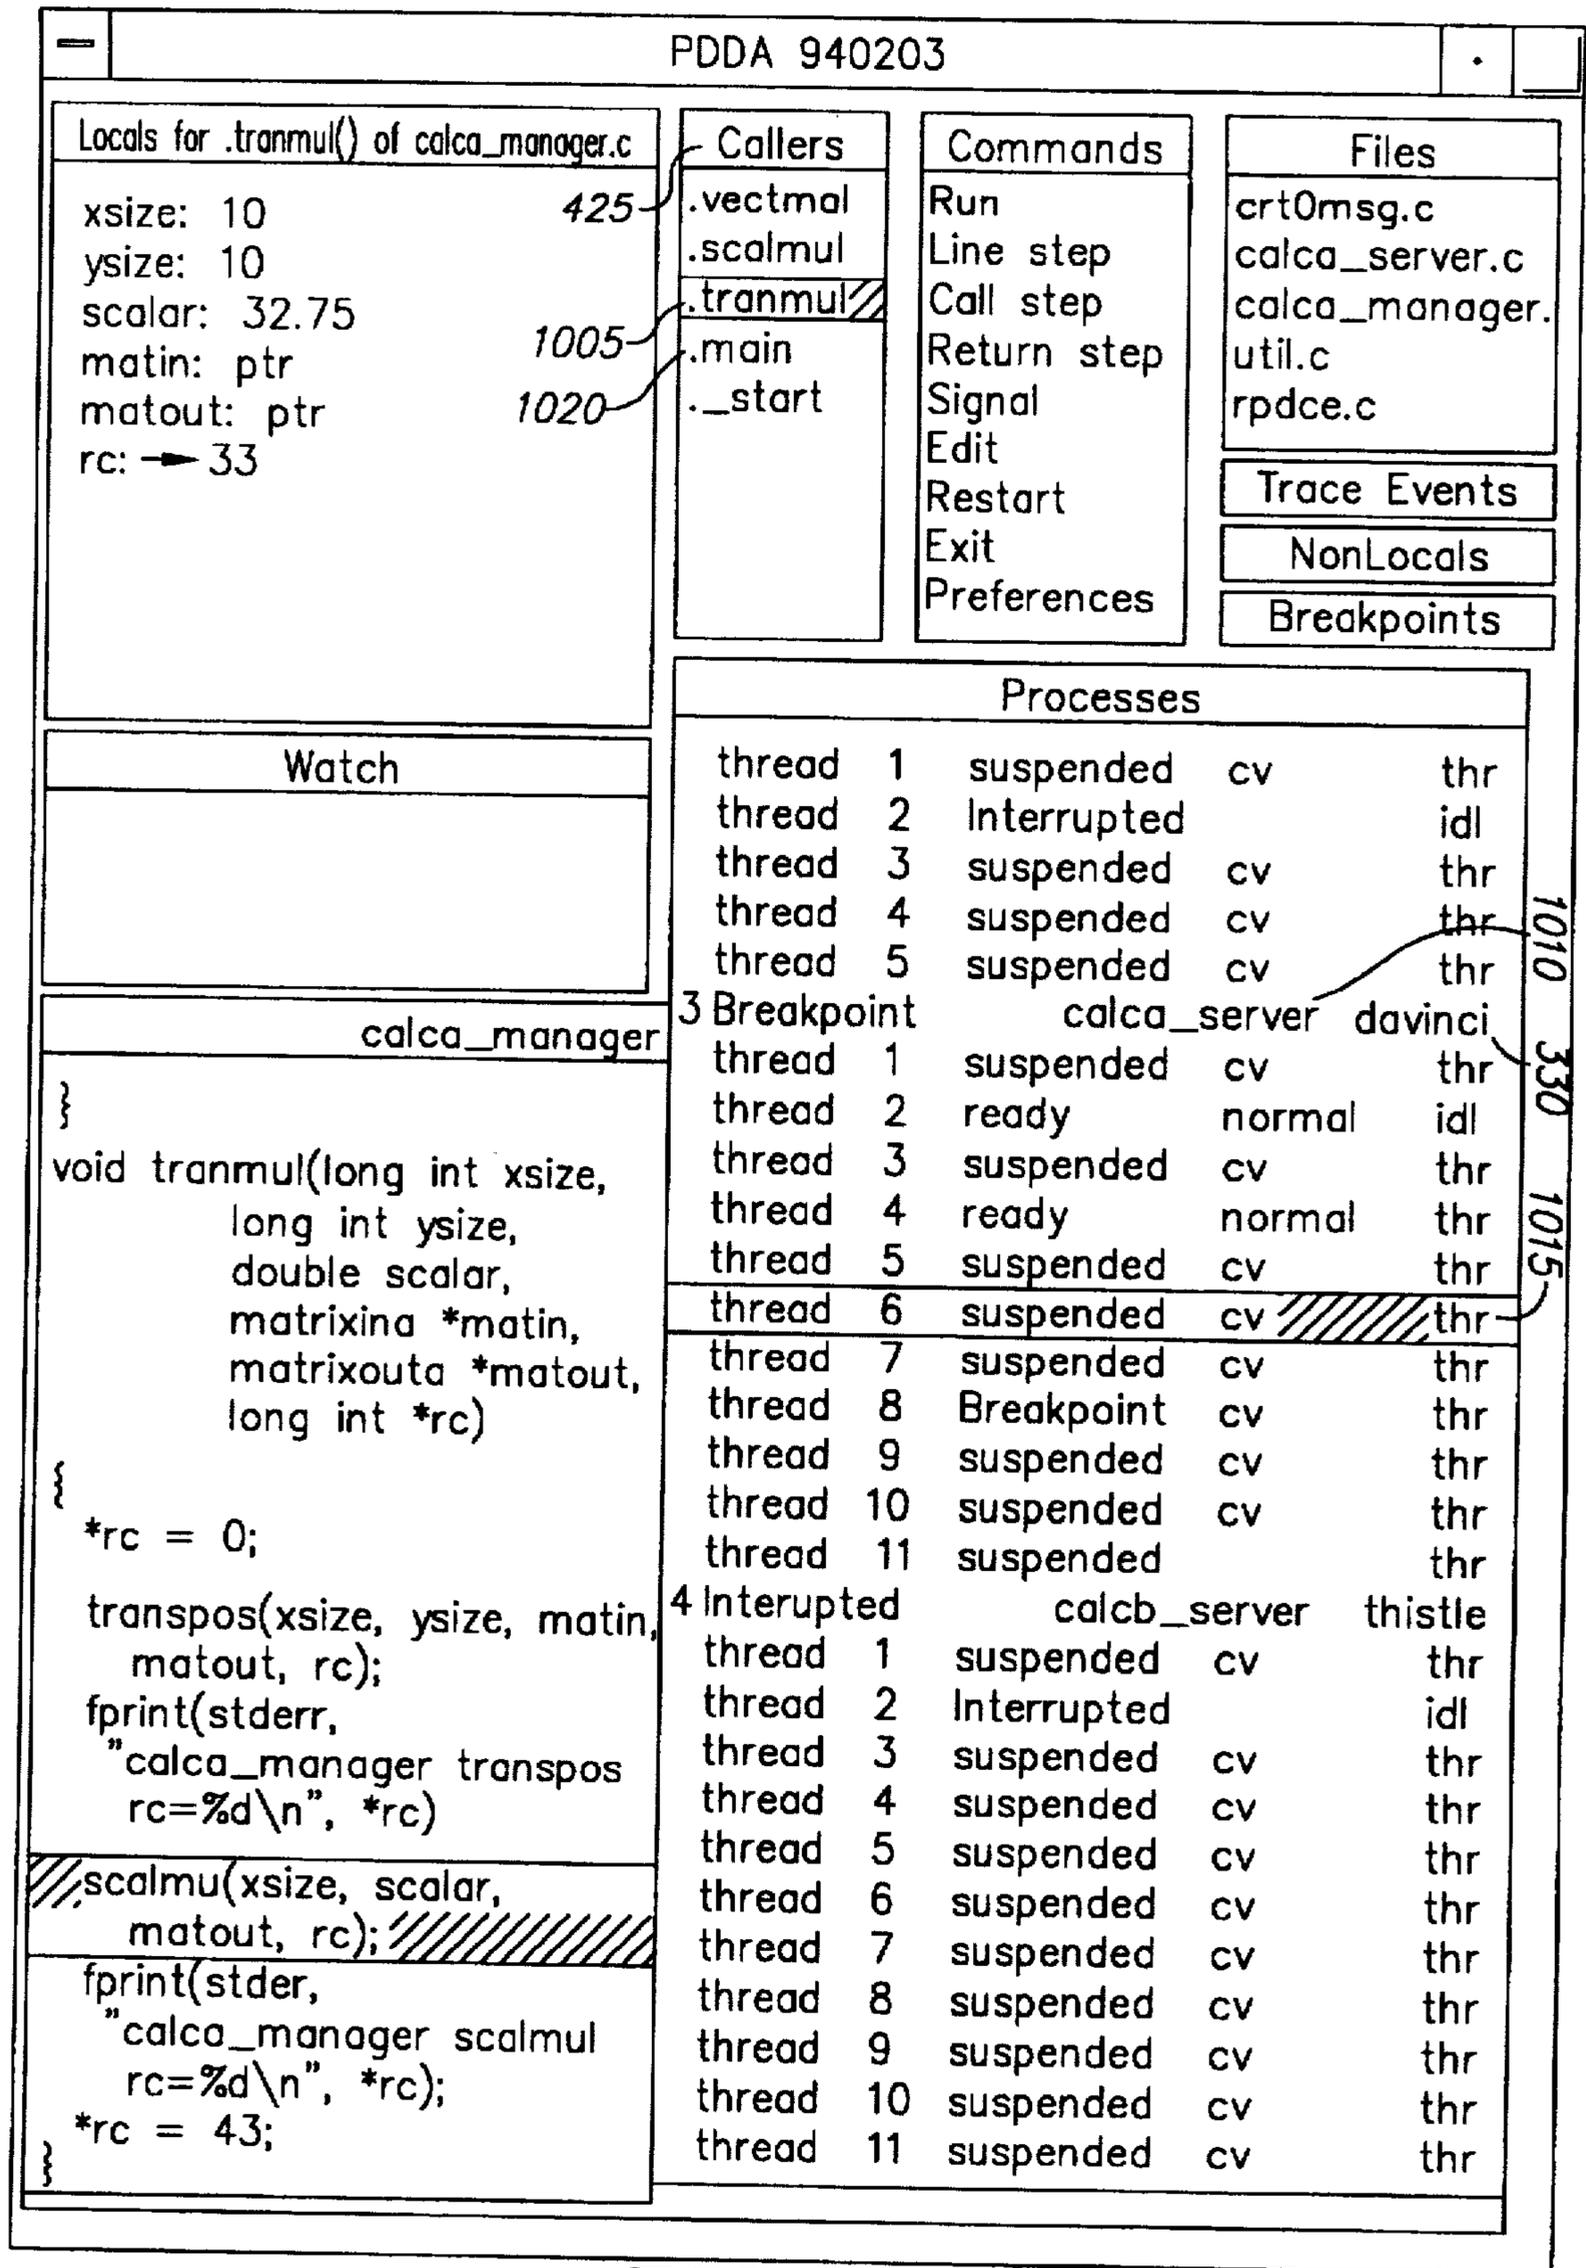 PDDA 940203
Locals for .tranmul() of calca_manager.c
xsize: 10
ysize: 10
scalar: 32.75
matin: ptr
matout: ptr
rc: 33
425
1005
1020
Callers
.vectmal
.scalmul
.tranmul
.main
._start
Commands
Run
Line step
Call step
Return step
Signal
Edit
Restart
Exit
Preferences
Files
crt0msg.c
calca_server.c
calca_manager.
util.c
rpdce.c
Trace Events
NonLocals
Breakpoints
Watch
calca_manager
}
void tranmul(long int xsize,
long int ysize,
double scalar,
matrixina *matin,
matrixouta *matout,
long int *rc)
{
*rc = 0;
transpos(xsize, ysize, matin,
matout, rc);
fprint(stderr,
"calca_manager transpos
rc=%d\n", *rc)
scalmu(xsize, scalar,
matout, rc);
fprint(stder,
"calca_manager scalmul
rc=%d\n", *rc);
*rc = 43;
}
Processes
thread 1 suspended cv thr
thread 2 Interrupted idl
thread 3 suspended cv thr
thread 4 suspended cv thr
thread 5 suspended cv thr
3 Breakpoint calca_server davinci
thread 1 suspended cv thr
thread 2 ready normal idl
thread 3 suspended cv thr
thread 4 ready normal thr
thread 5 suspended cv thr
thread 6 suspended cv thr
thread 7 suspended cv thr
thread 8 Breakpoint cv thr
thread 9 suspended cv thr
thread 10 suspended cv thr
thread 11 suspended thr
4 Interupted calcb_server thistle
thread 1 suspended cv thr
thread 2 Interrupted idl
thread 3 suspended cv thr
thread 4 suspended cv thr
thread 5 suspended cv thr
thread 6 suspended cv thr
thread 7 suspended cv thr
thread 8 suspended cv thr
thread 9 suspended cv thr
thread 10 suspended cv thr
thread 11 suspended cv thr
1010
330
1015